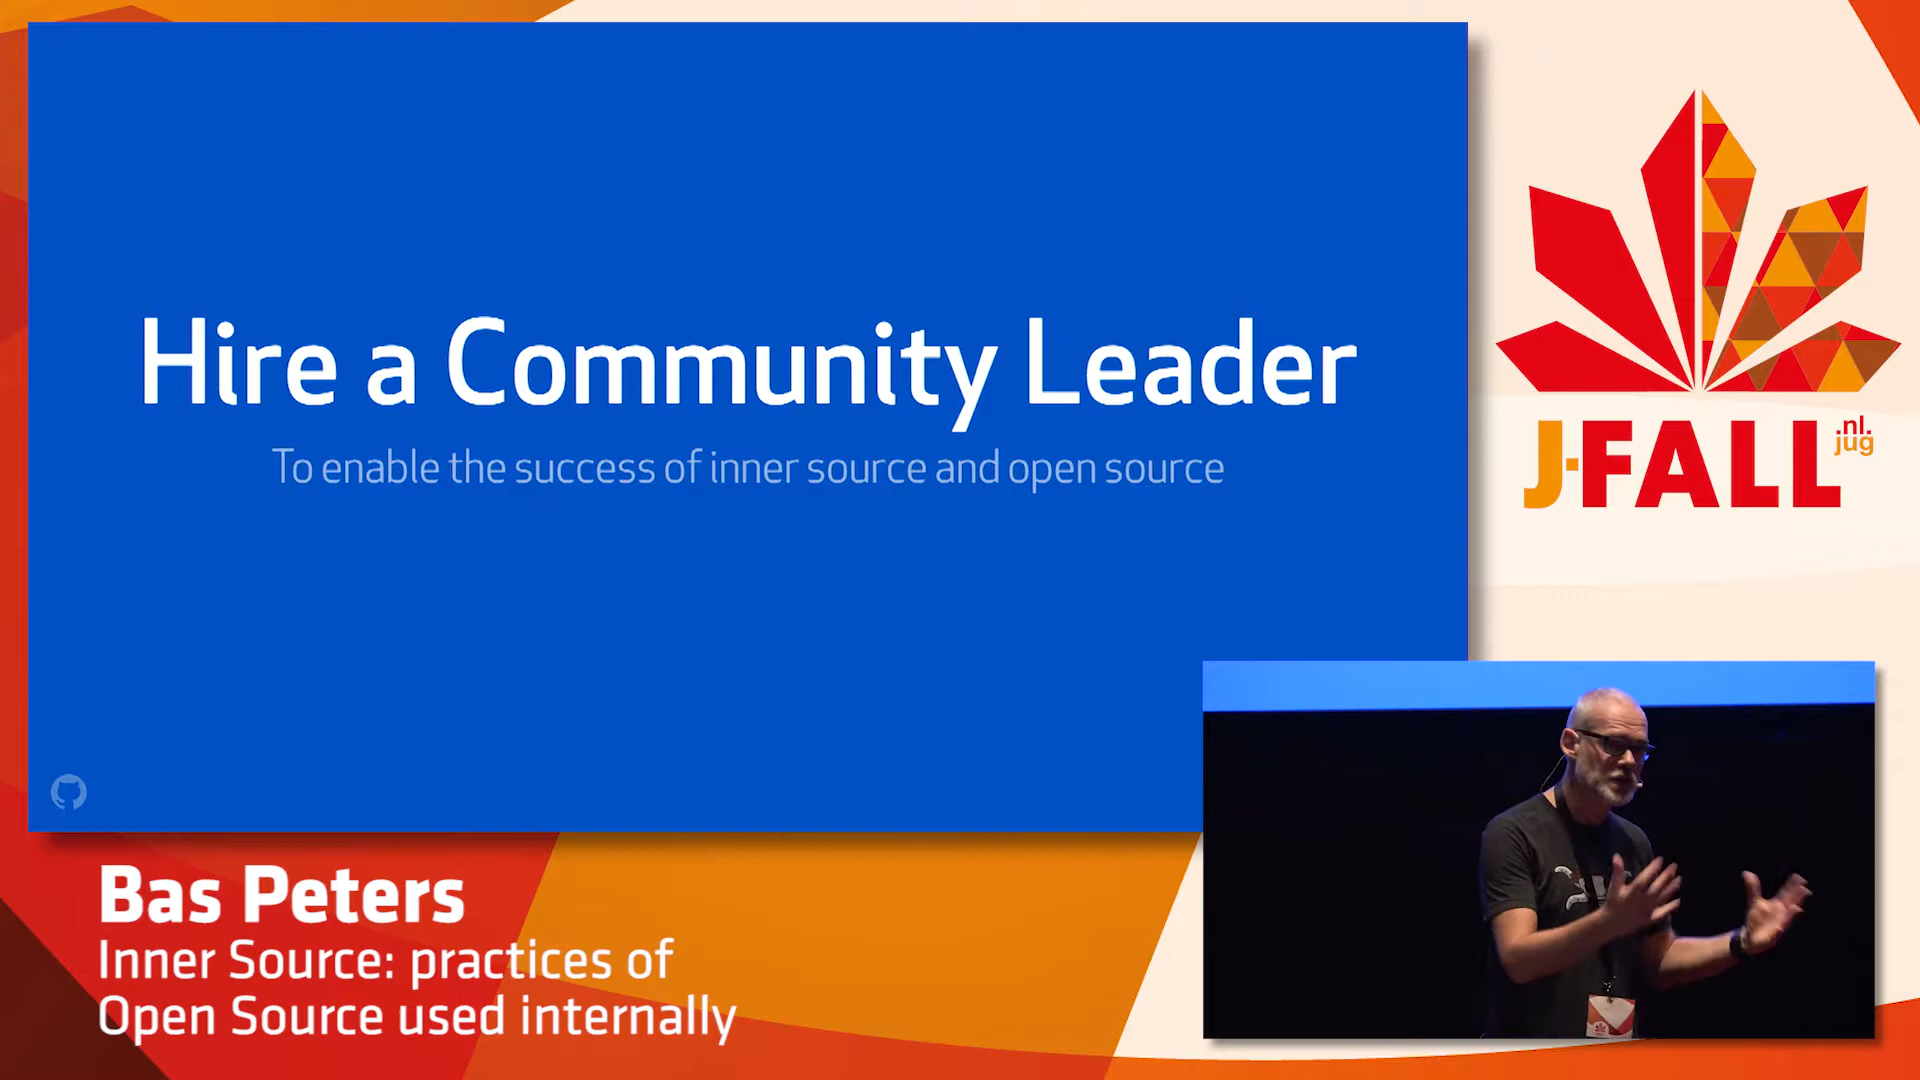 Hire a Community Leader
To enable the success of inner source and open source
J-FALL
.nl.
jug
Bas Peters
Inner Source: practices of
Open Source used internally